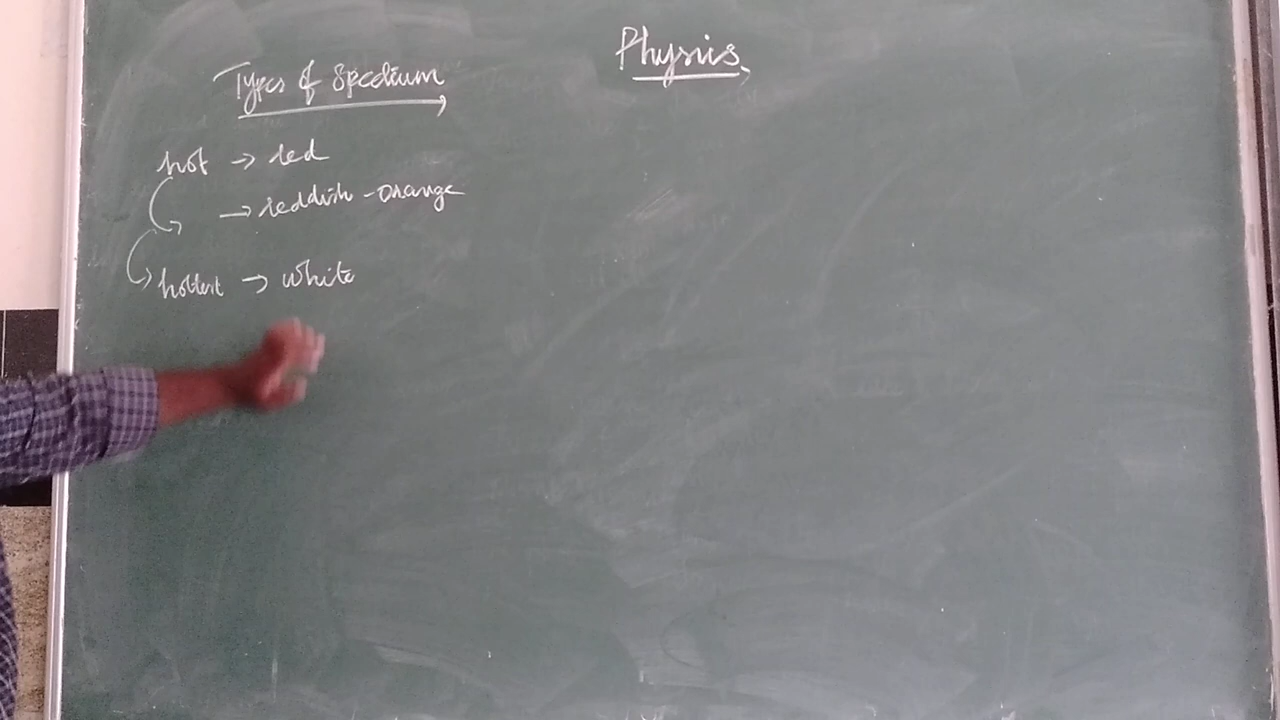 Physics
Types of Spectrum
hot → red
→ reddish-orange
hottest → white